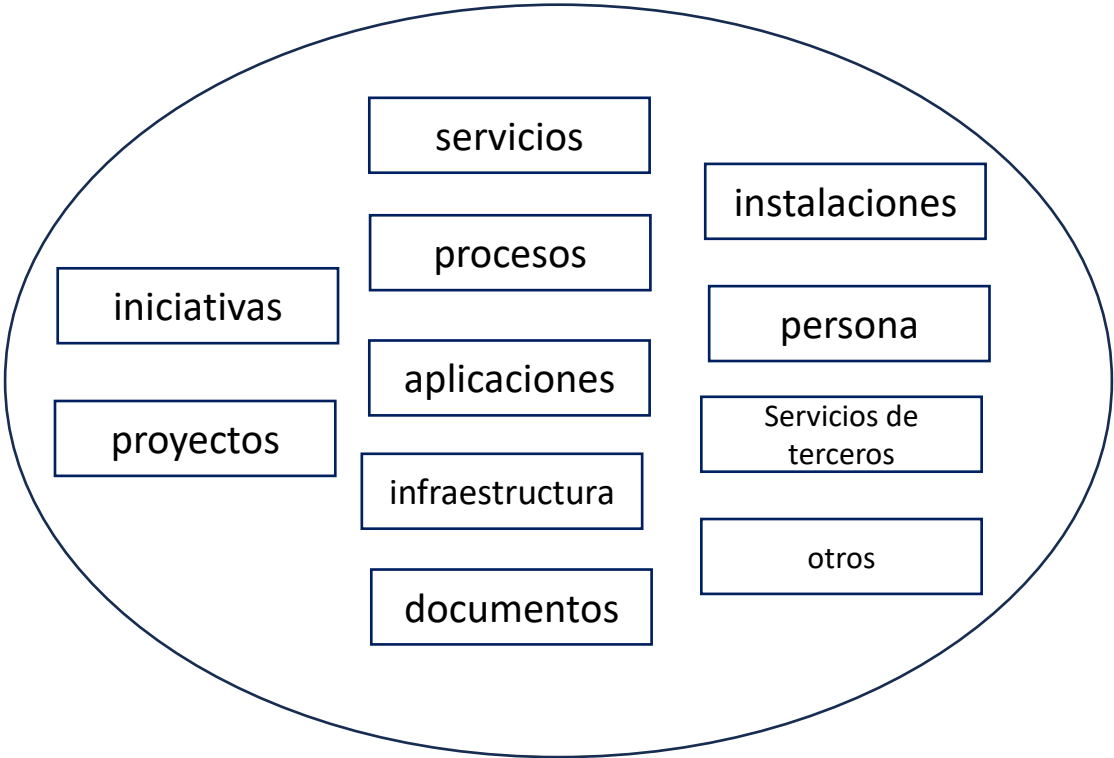 iniciativas
proyectos
servicios
procesos
aplicaciones
infraestructura
documentos
instalaciones
persona
Servicios de
terceros
otros